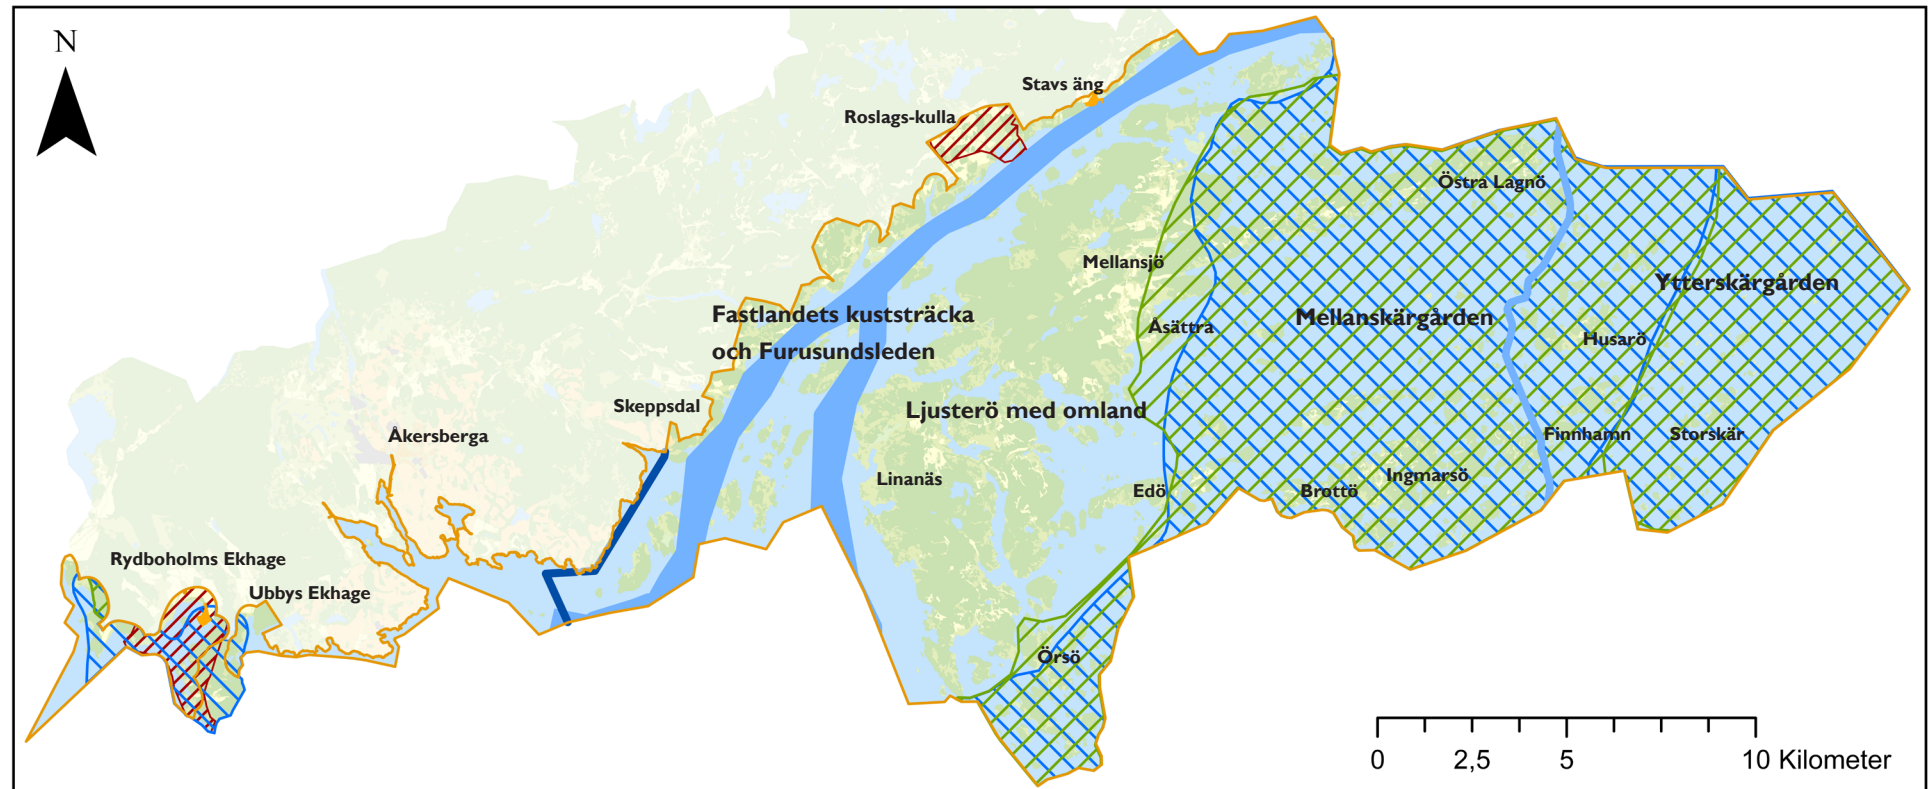 N
Stavs äng
Roslags-kulla
Östra Lagnö
Mellansjö
Ytterskärgården
Fastlandets kuststräcka
och Furusundsleden
Mellanskärgården
Åsättra
Husarö
Skeppsdal
Ljusterö med omland
Åkersberga
Finnhamn
Storskär
Linanäs
Ingmarsö
Edö
Brottö
Rydboholms Ekhage
Ubbys Ekhage
Örsö
0 2,5 5 10 Kilometer